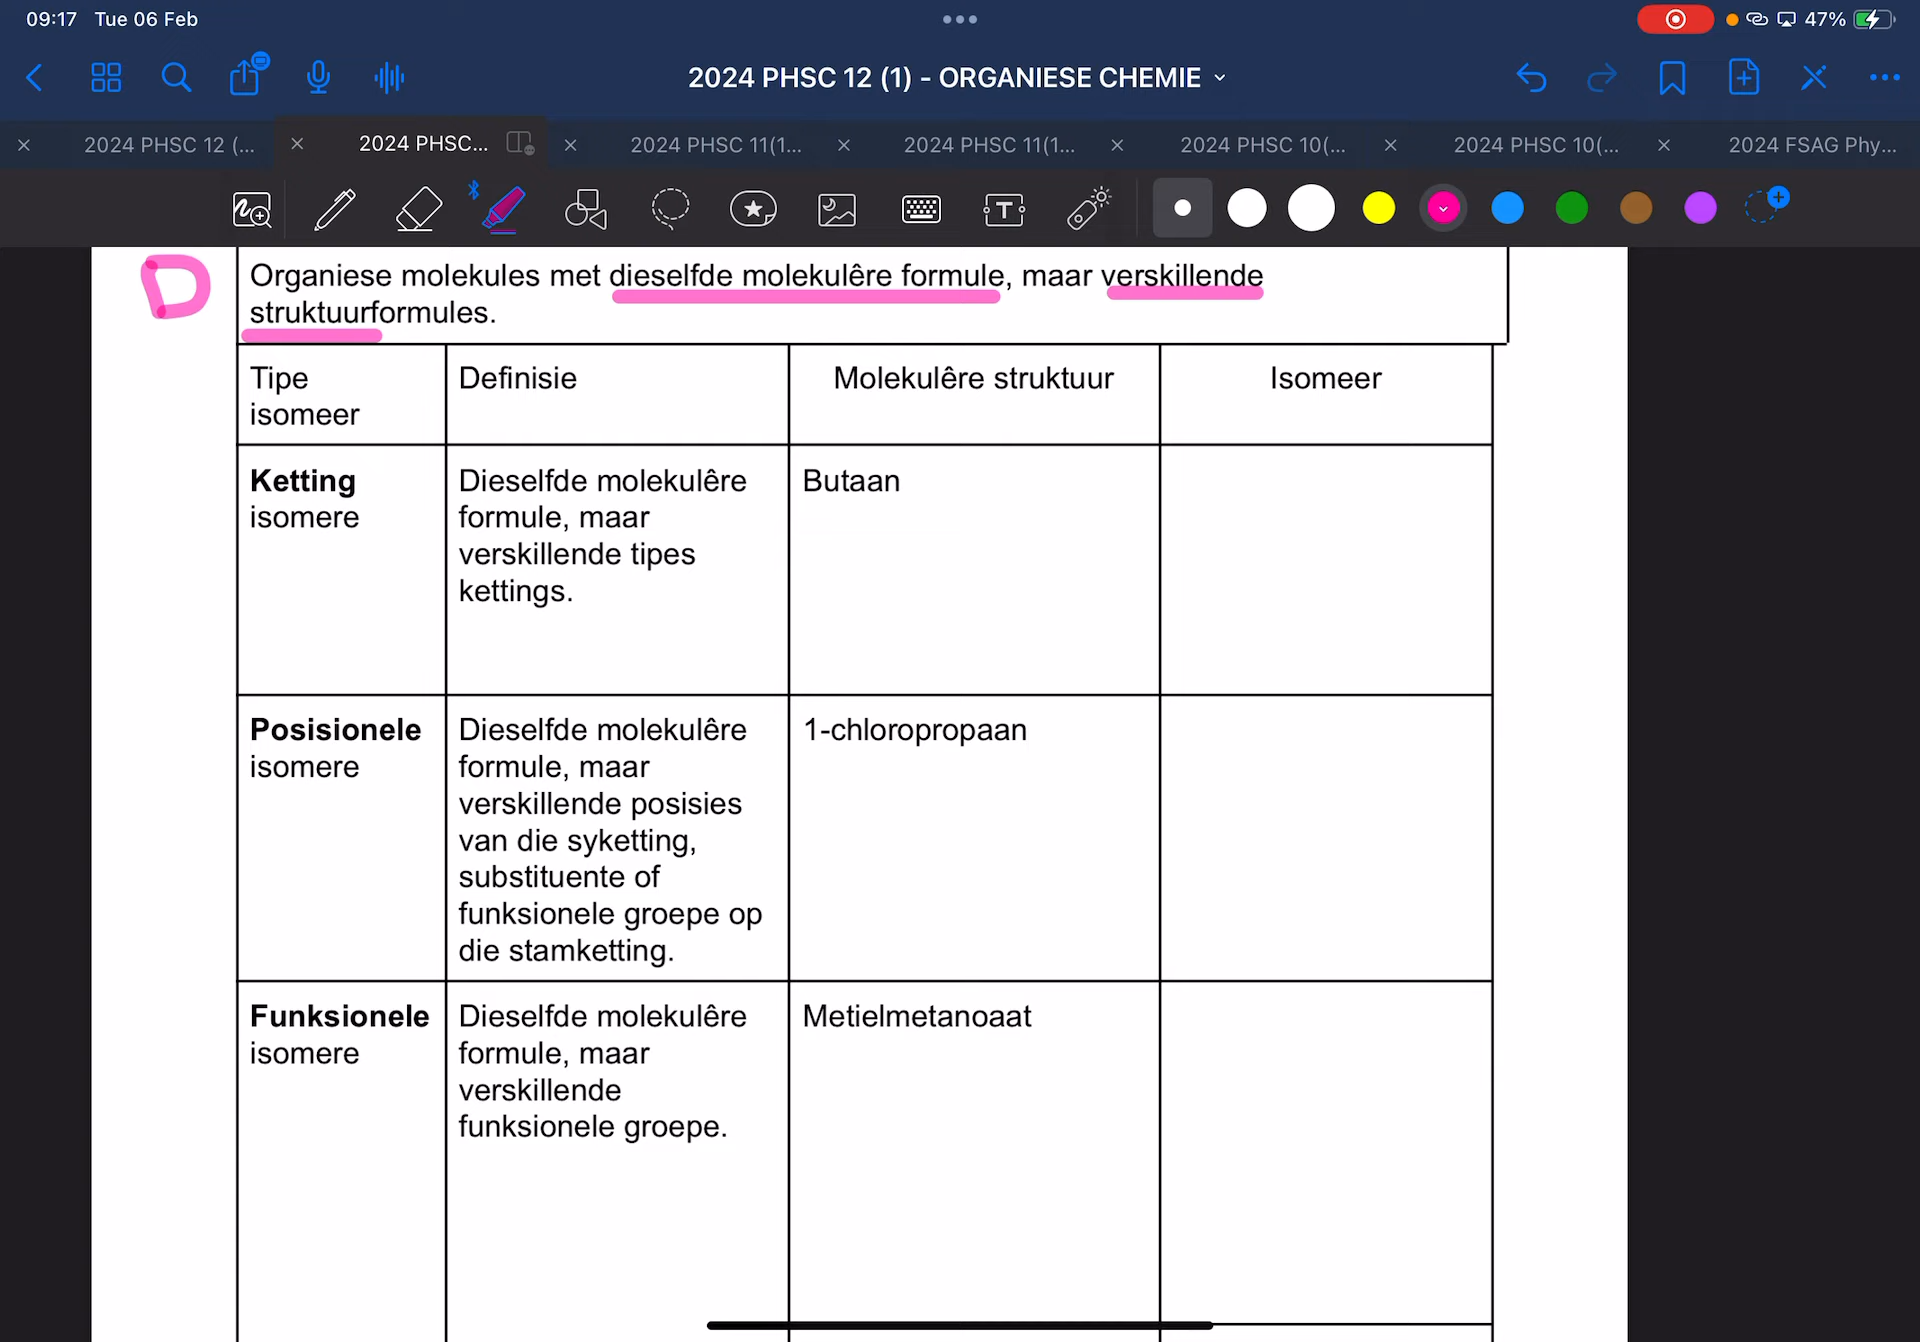 09:17 Tue 06 Feb
47%
2024 PHSC 12 (1) - ORGANIESE CHEMIE
2024 PHSC 12 (... 2024 PHSC... 2024 PHSC 11(1... 2024 PHSC 11(1... 2024 PHSC 10(... 2024 PHSC 10(... 2024 FSAG Phy...
D
Organiese molekules met dieselfde molekulêre formule, maar verskillende
struktuurformules.
Tipe
isomeer
Definisie
Molekulêre struktuur
Isomeer
Ketting
isomere
Dieselfde molekulêre
formule, maar
verskillende tipes
kettings.
Butaan
Posisionele
isomere
Dieselfde molekulêre
formule, maar
verskillende posisies
van die syketting,
substituente of
funksionele groepe op
die stamketting.
1-chloropropaan
Funksionele
isomere
Dieselfde molekulêre
formule, maar
verskillende
funksionele groepe.
Metielmetanoaat